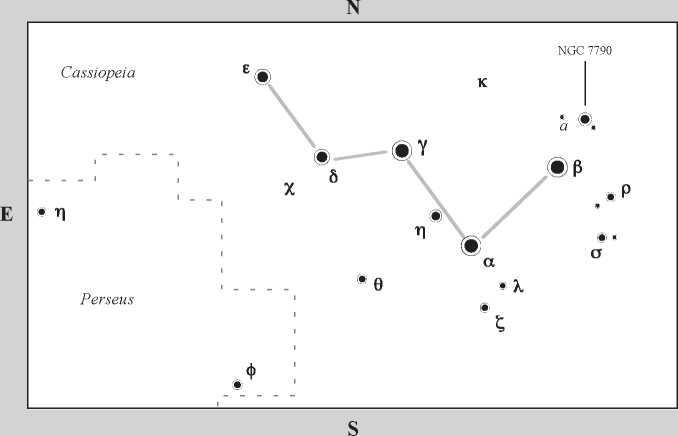 N
NGC 7790
Cassiopeia
ε
κ
a
γ
β
δ
χ
ρ
E
η
η
σ
α
θ
λ
Perseus
ζ
φ
S